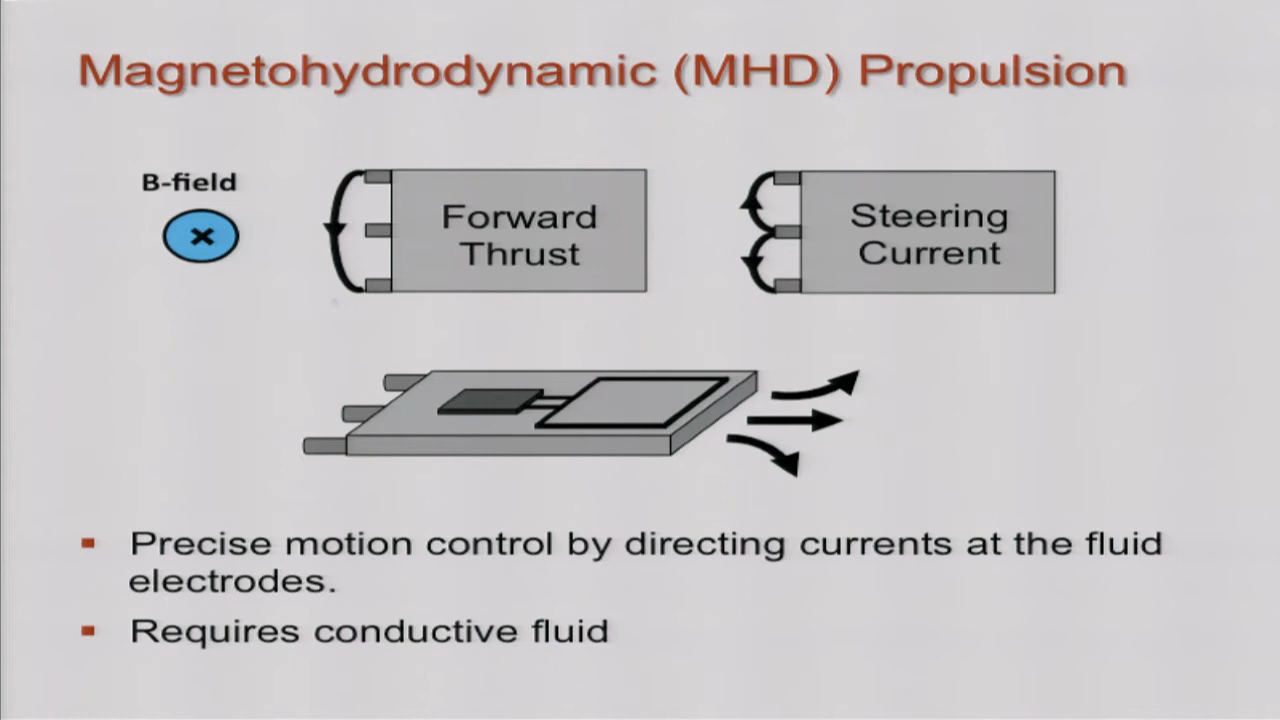 Magnetohydrodynamic (MHD) Propulsion
B-field
Forward
Thrust
Steering
Current
Precise motion control by directing currents at the fluid
electrodes.
Requires conductive fluid